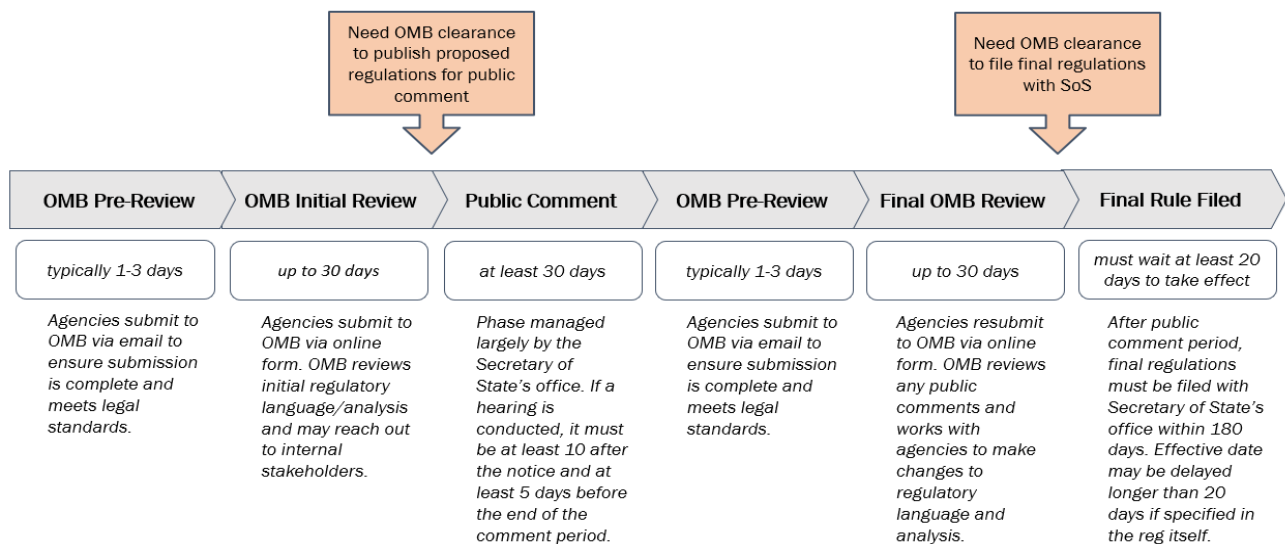 Need OMB clearance
to publish proposed
regulations for public
comment
Need OMB clearance
to file final regulations
with SoS
OMB Pre-Review
OMB Initial Review
Public Comment
OMB Pre-Review
Final OMB Review
Final Rule Filed
typically 1-3 days
up to 30 days
at least 30 days
typically 1-3 days
up to 30 days
must wait at least 20
days to take effect
Agencies submit to
OMB via email to
ensure submission
is complete and
meets legal
standards.
Agencies submit to
OMB via online
form. OMB reviews
initial regulatory
language/analysis
and may reach out
to internal
stakeholders.
Phase managed
largely by the
Secretary of
State's office. If a
hearing is
conducted, it must
be at least 10 after
the notice and at
least 5 days before
the end of the
comment period.
Agencies submit to
OMB via email to
ensure submission
is complete and
meets legal
standards.
Agencies resubmit
to OMB via online
form. OMB reviews
any public
comments and
works with
agencies to make
changes to
regulatory
language and
analysis.
After public
comment period,
final regulations
must be filed with
Secretary of State's
office within 180
days. Effective date
may be delayed
longer than 20
days if specified in
the reg itself.